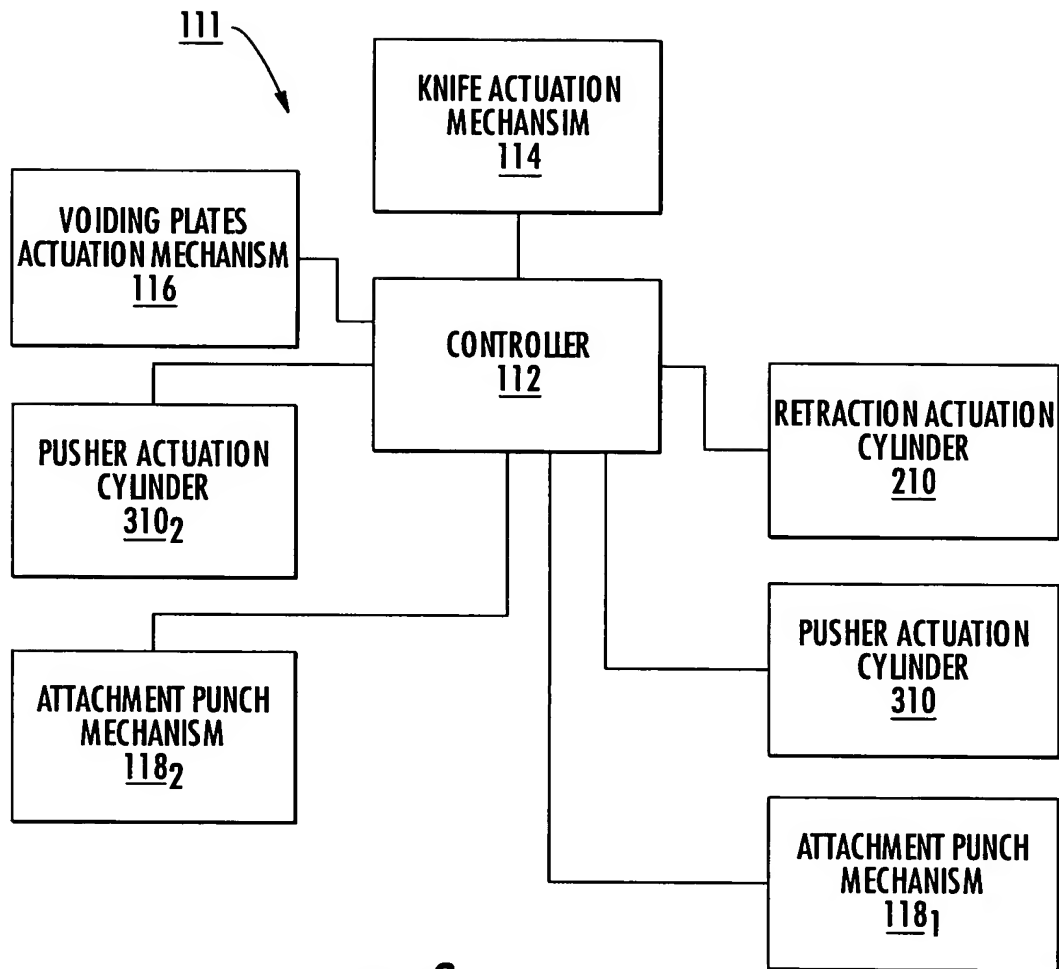 111
KNIFE ACTUATION
MECHANSIM
114
VOIDING PLATES
ACTUATION MECHANISM
116
CONTROLLER
112
PUSHER ACTUATION
CYLINDER
310₂
RETRACTION ACTUATION
CYLINDER
210
ATTACHMENT PUNCH
MECHANISM
118₂
PUSHER ACTUATION
CYLINDER
310
ATTACHMENT PUNCH
MECHANISM
118₁